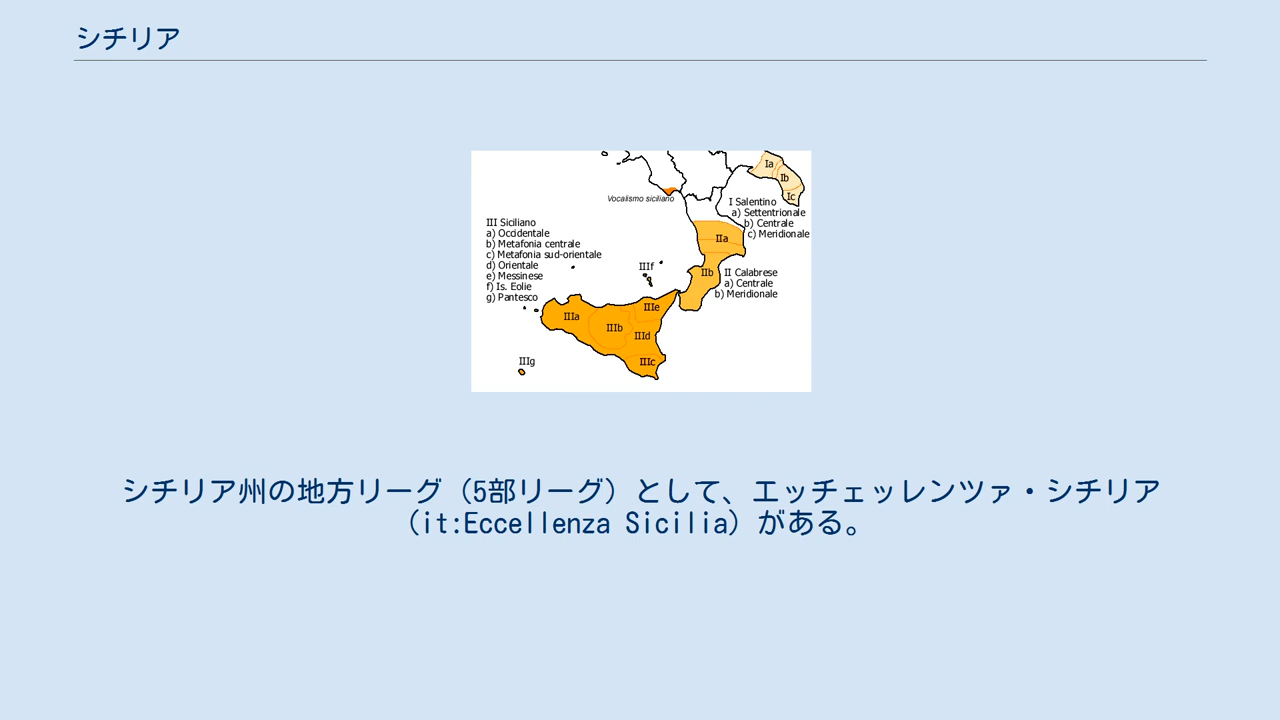 シチリア
Ia
Ib
Ic
Vocalismo siciliano
I Salentino
a) Settentrionale
b) Centrale
c) Meridionale
III Siciliano
a) Occidentale
b) Metafonia centrale
c) Metafonia sud-orientale
d) Orientale
e) Messinese
f) Is. Eolie
g) Pantesco
IIa
IIIf
IIb
II Calabrese
a) Centrale
b) Meridionale
IIIe
IIIa
IIIb
IIId
IIIc
IIIg
シチリア州の地方リーグ（5部リーグ）として、エッチェッレンツァ・シチリア
（it:Eccellenza Sicilia）がある。